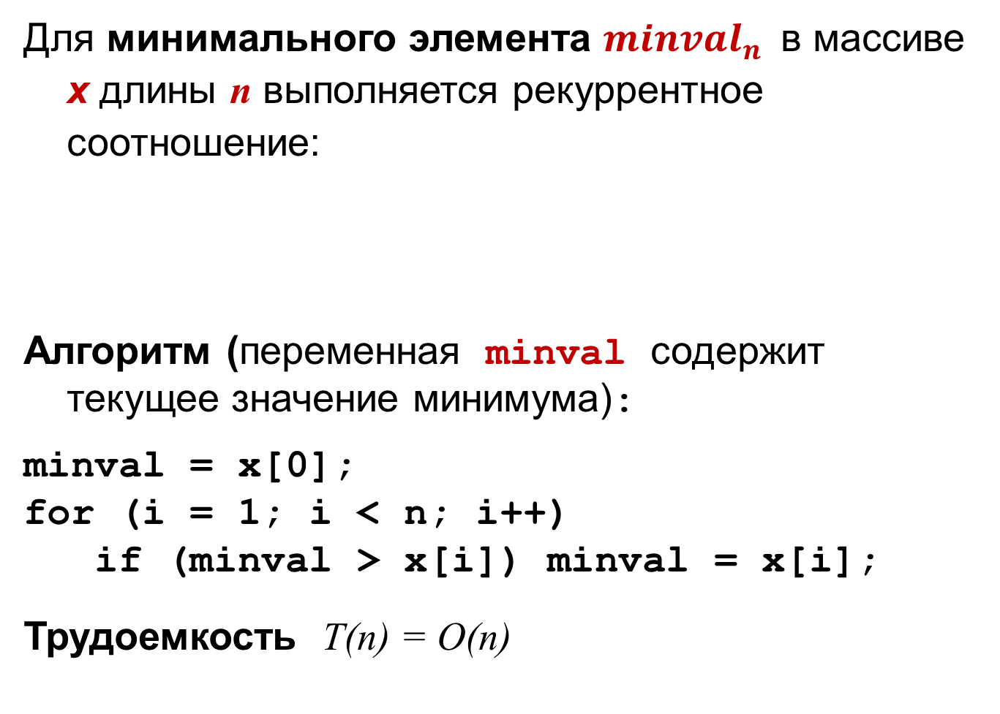 Для минимального элемента minvalₙ в массиве
x длины n выполняется рекуррентное
соотношение:
Алгоритм (переменная minval содержит
текущее значение минимума):
minval = x[0];
for (i = 1; i < n; i++)
if (minval > x[i]) minval = x[i];
Трудоемкость T(n) = O(n)